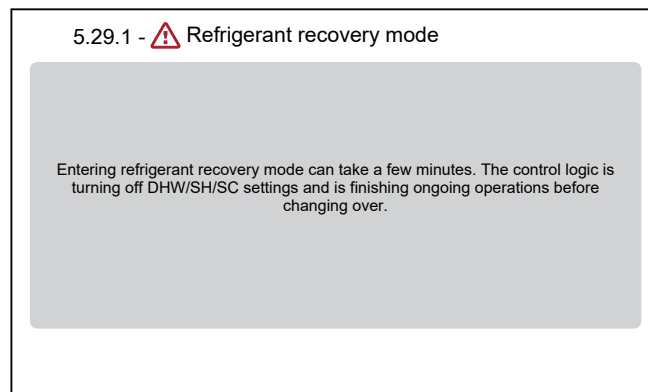 5.29.1 - Refrigerant recovery mode
Entering refrigerant recovery mode can take a few minutes. The control logic is
turning off DHW/SH/SC settings and is finishing ongoing operations before
changing over.